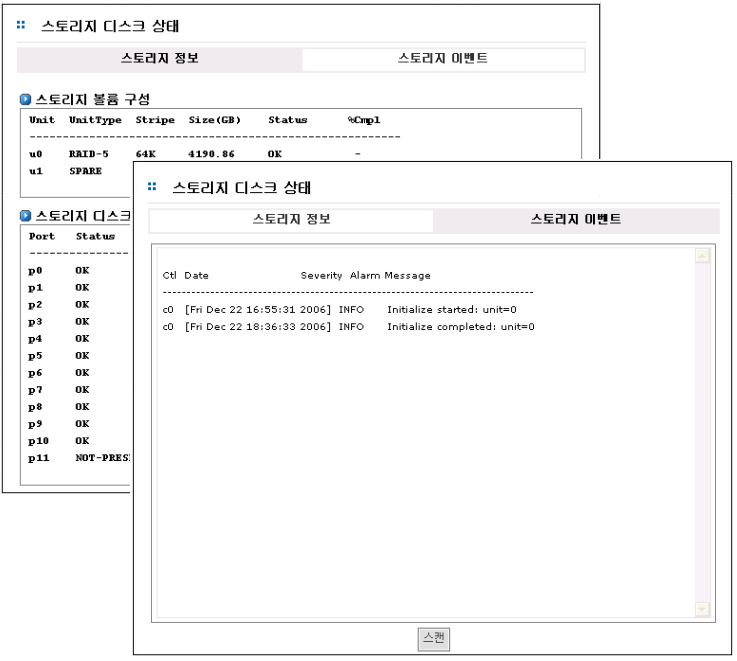 스토리지 디스크 상태
스토리지 정보 스토리지 이벤트
스토리지 볼륨 구성
Unit UnitType Stripe Size(GB) Status %Cmpl
--------------------------------------------------------
u0 RAID-5 64K 4190.86 OK -
u1 SPARE
스토리지 디스크
Port Status
----------------
p0 OK
p1 OK
p2 OK
p3 OK
p4 OK
p5 OK
p6 OK
p7 OK
p8 OK
p9 OK
p10 OK
p11 NOT-PRES
스토리지 디스크 상태
스토리지 정보 스토리지 이벤트
Ctl Date Severity Alarm Message
--------------------------------------------------------------------------------
c0 [Fri Dec 22 16:55:31 2006] INFO Initialize started: unit=0
c0 [Fri Dec 22 18:36:33 2006] INFO Initialize completed: unit=0
스캔